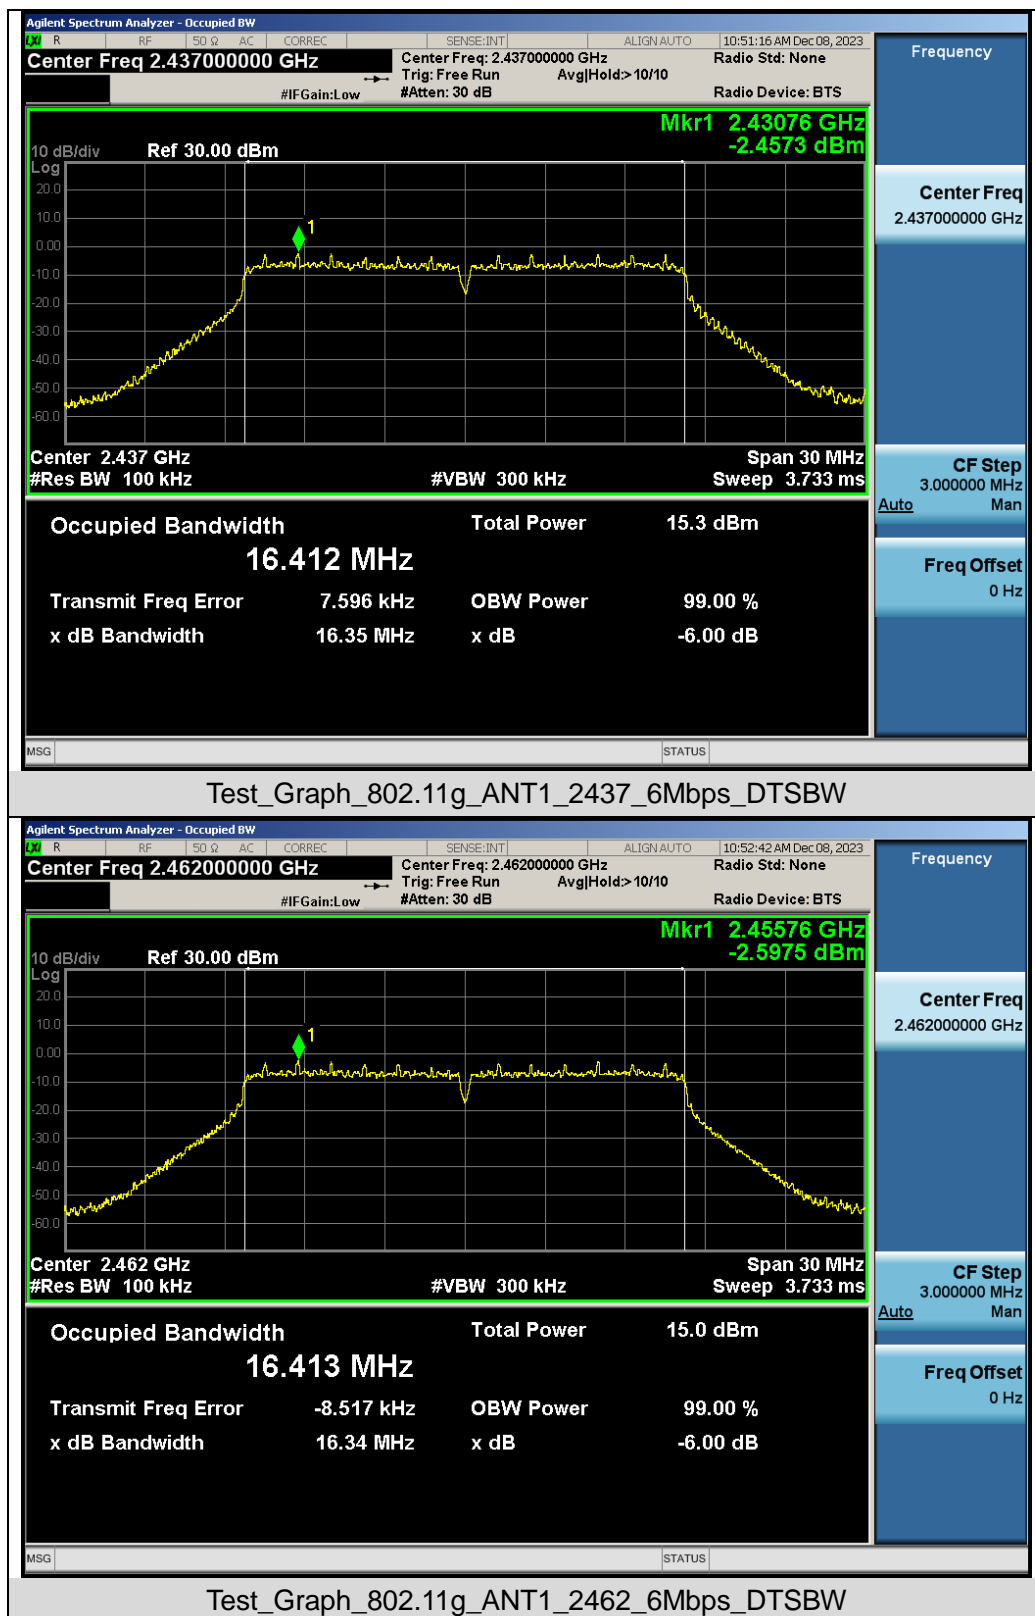 Agilent Spectrum Analyzer - Occupied BW
LXI R RF 50 Ω AC CORREC SENSE:INT ALIGN AUTO 10:51:16 AM Dec 08, 2023
Center Freq 2.437000000 GHz
Center Freq: 2.437000000 GHz
Radio Std: None
Trig: Free Run Avg|Hold:> 10/10
#IFGain:Low #Atten: 30 dB Radio Device: BTS
Frequency
Mkr1 2.43076 GHz
-2.4573 dBm
10 dB/div Ref 30.00 dBm
Log
20.0
10.0
0.00
-10.0
-20.0
-30.0
-40.0
-50.0
-60.0
1
Center 2.437 GHz Span 30 MHz
#Res BW 100 kHz #VBW 300 kHz Sweep 3.733 ms
Center Freq
2.437000000 GHz
CF Step
3.000000 MHz
Auto Man
Freq Offset
0 Hz
Occupied Bandwidth Total Power 15.3 dBm
16.412 MHz
Transmit Freq Error 7.596 kHz OBW Power 99.00 %
x dB Bandwidth 16.35 MHz x dB -6.00 dB
MSG STATUS
Test_Graph_802.11g_ANT1_2437_6Mbps_DTSBW
Agilent Spectrum Analyzer - Occupied BW
LXI R RF 50 Ω AC CORREC SENSE:INT ALIGN AUTO 10:52:42 AM Dec 08, 2023
Center Freq 2.462000000 GHz
Center Freq: 2.462000000 GHz
Radio Std: None
Trig: Free Run Avg|Hold:> 10/10
#IFGain:Low #Atten: 30 dB Radio Device: BTS
Frequency
Mkr1 2.45576 GHz
-2.5975 dBm
10 dB/div Ref 30.00 dBm
Log
20.0
10.0
0.00
-10.0
-20.0
-30.0
-40.0
-50.0
-60.0
1
Center 2.462 GHz Span 30 MHz
#Res BW 100 kHz #VBW 300 kHz Sweep 3.733 ms
Center Freq
2.462000000 GHz
CF Step
3.000000 MHz
Auto Man
Freq Offset
0 Hz
Occupied Bandwidth Total Power 15.0 dBm
16.413 MHz
Transmit Freq Error -8.517 kHz OBW Power 99.00 %
x dB Bandwidth 16.34 MHz x dB -6.00 dB
MSG STATUS
Test_Graph_802.11g_ANT1_2462_6Mbps_DTSBW